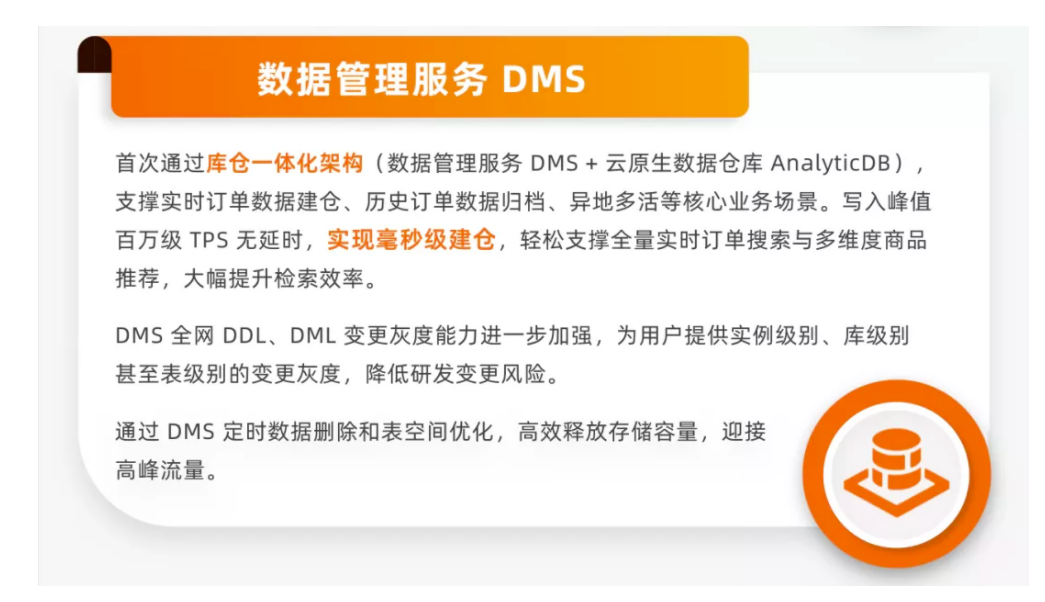 数据管理服务 DMS
首次通过库仓一体化架构（数据管理服务 DMS + 云原生数据仓库 AnalyticDB），
支撑实时订单数据建仓、历史订单数据归档、异地多活等核心业务场景。写入峰值
百万级 TPS 无延时，实现毫秒级建仓，轻松支撑全量实时订单搜索与多维度商品
推荐，大幅提升检索效率。
DMS 全网 DDL、DML 变更灰度能力进一步加强，为用户提供实例级别、库级别
甚至表级别的变更灰度，降低研发变更风险。
通过 DMS 定时数据删除和表空间优化，高效释放存储容量，迎接
高峰流量。